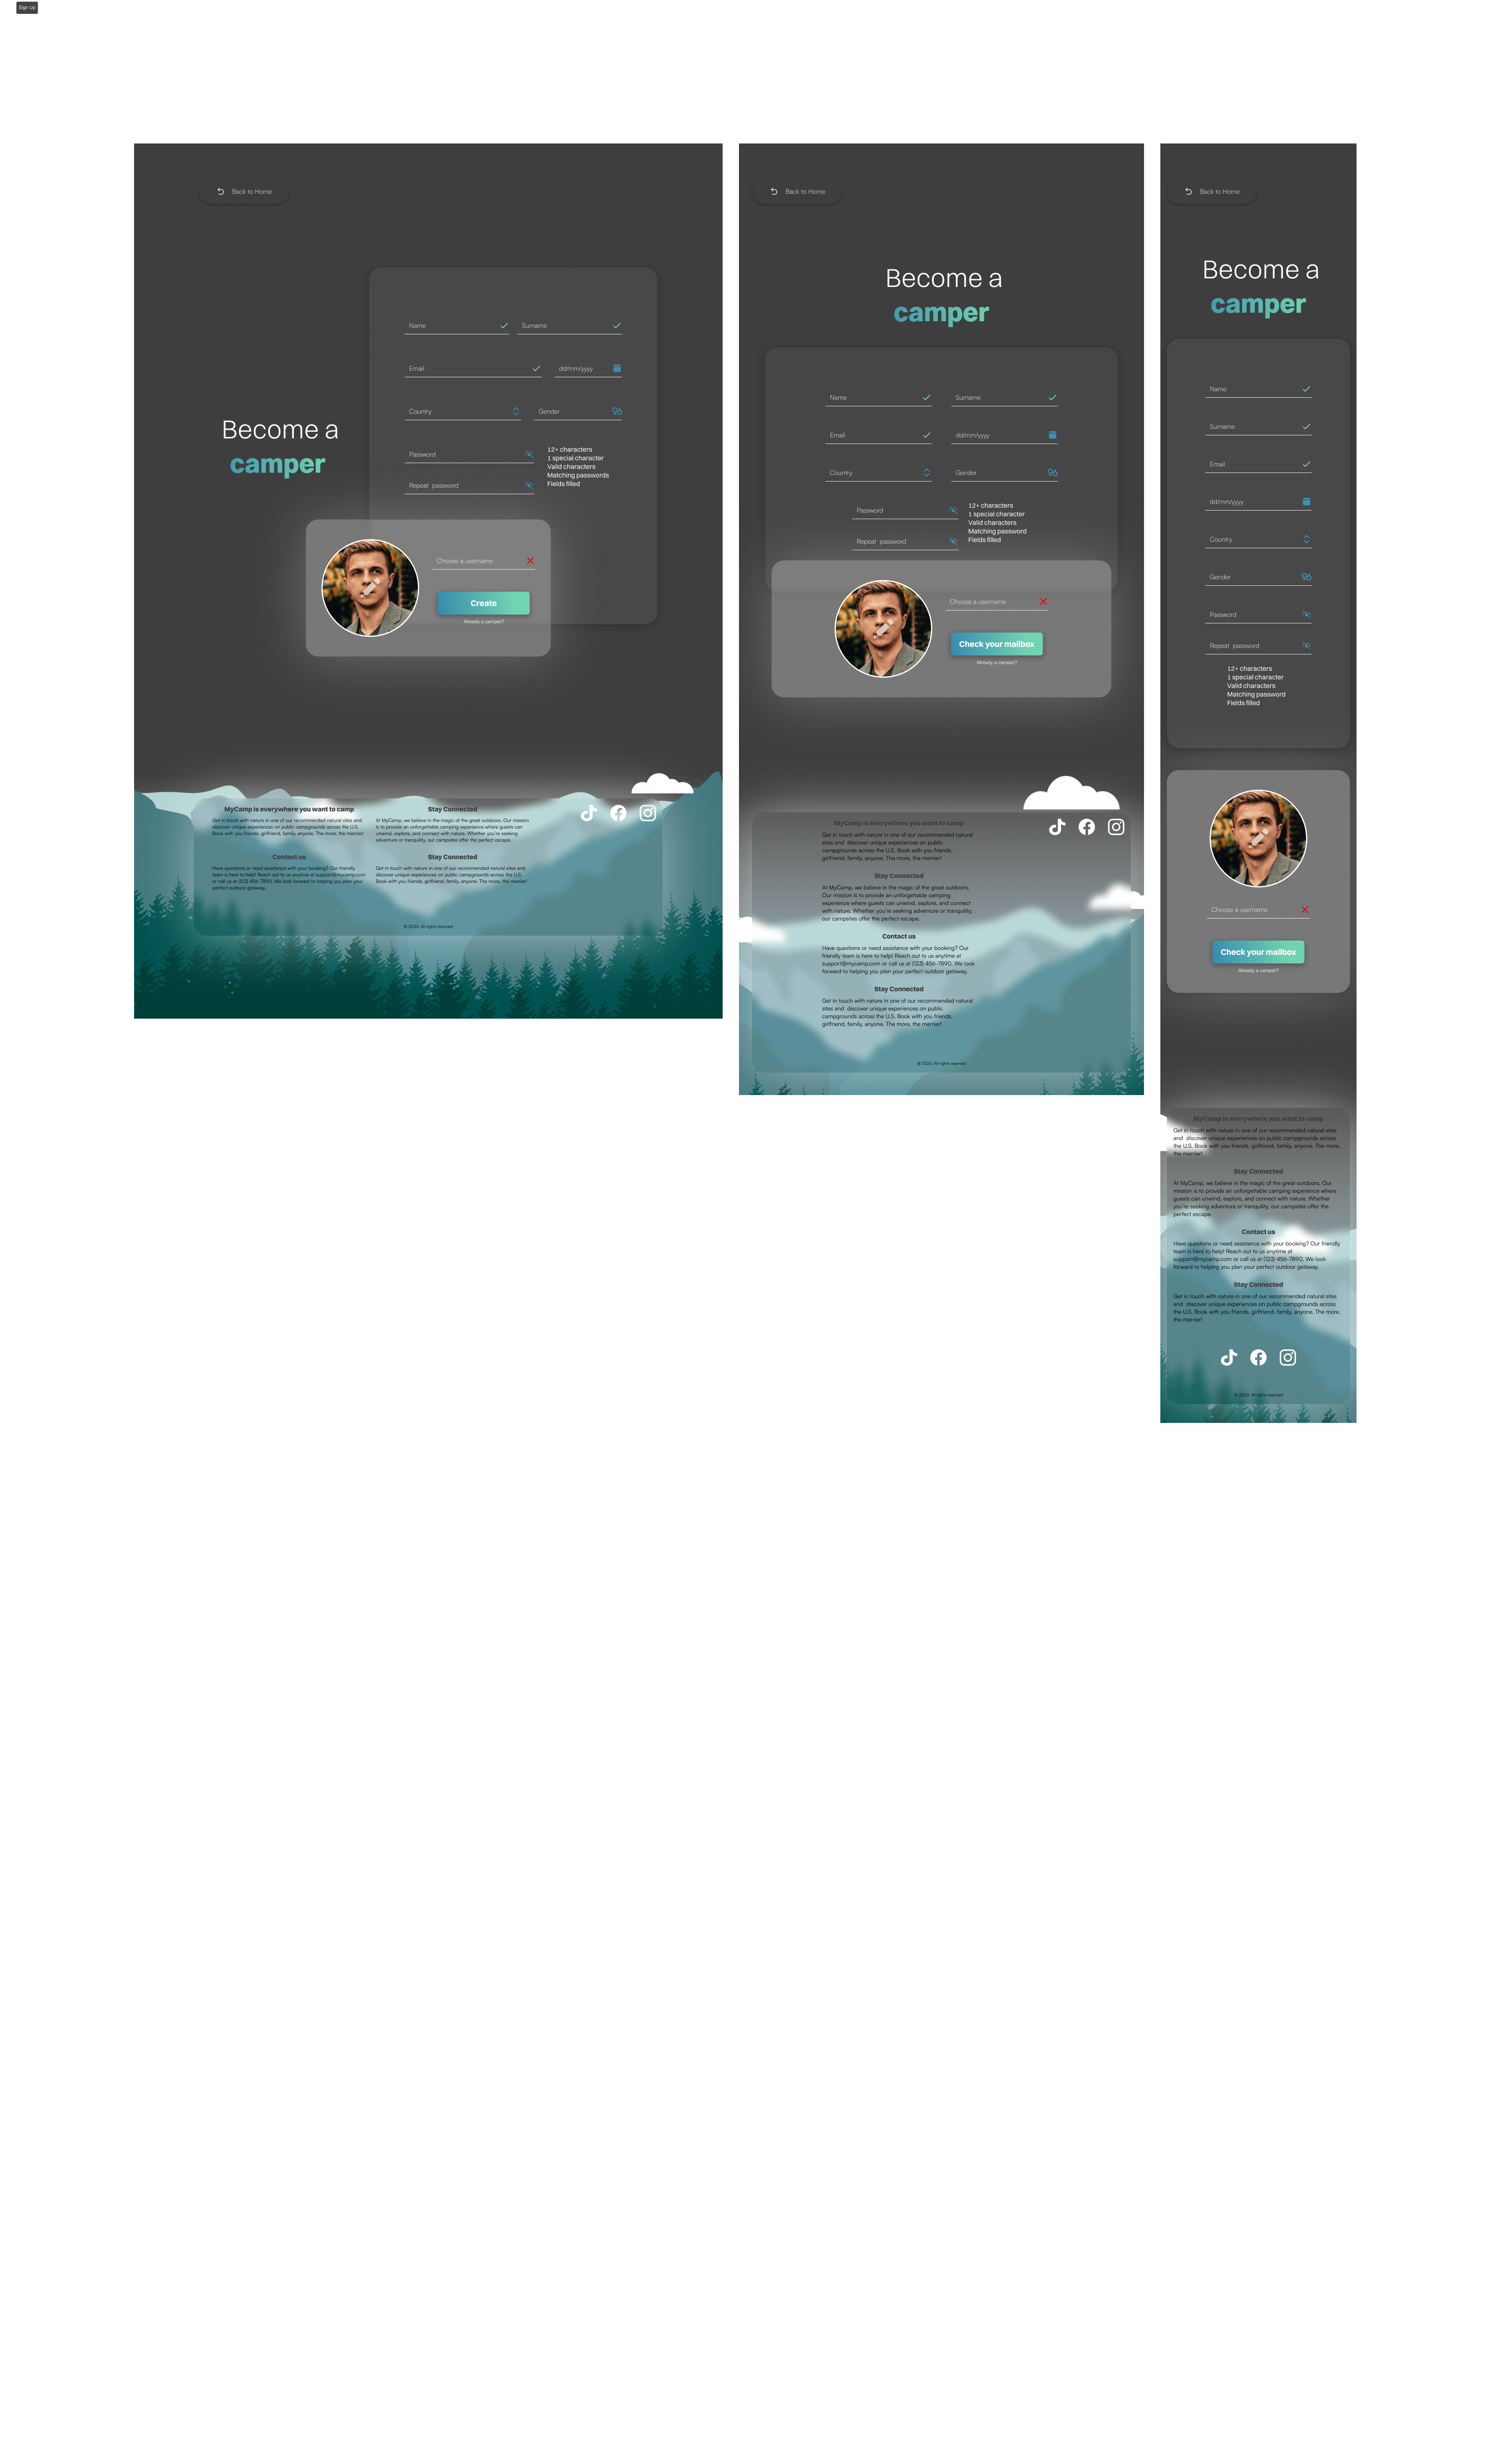 Sign Up
Back to Home
Become a
camper
Name
Surname
Email
dd/mm/yyyy
Country
Gender
Password
Repeat password
12+ characters
1 special character
Valid characters
Matching passwords
Fields filled
Choose a username
Create
Already a camper?
MyCamp is everywhere you want to camp
Get in touch with nature in one of our recommended natural sites and
discover unique experiences on public campgrounds across the U.S.
Book with you friends, girlfriend, family, anyone. The more, the merrier!
Stay Connected
At MyCamp, we believe in the magic of the great outdoors. Our mission
is to provide an unforgettable camping experience where guests can
unwind, explore, and connect with nature. Whether you're seeking
adventure or tranquility, our campsites offer the perfect escape.
Contact us
Have questions or need assistance with your booking? Our friendly
team is here to help! Reach out to us anytime at support@mycamp.com
or call us at (123) 456-7890. We look forward to helping you plan your
perfect outdoor getaway.
Stay Connected
Get in touch with nature in one of our recommended natural sites and
discover unique experiences on public campgrounds across the U.S.
Book with you friends, girlfriend, family, anyone. The more, the merrier!
© 2020. All rights reserved
Back to Home
Become a
camper
Name
Surname
Email
dd/mm/yyyy
Country
Gender
Password
Repeat password
12+ characters
1 special character
Valid characters
Matching password
Fields filled
Choose a username
Check your mailbox
Already a camper?
MyCamp is everywhere you want to camp
Get in touch with nature in one of our recommended natural
sites and discover unique experiences on public
campgrounds across the U.S. Book with you friends,
girlfriend, family, anyone. The more, the merrier!
Stay Connected
At MyCamp, we believe in the magic of the great outdoors.
Our mission is to provide an unforgettable camping
experience where guests can unwind, explore, and connect
with nature. Whether you're seeking adventure or tranquility,
our campsites offer the perfect escape.
Contact us
Have questions or need assistance with your booking? Our
friendly team is here to help! Reach out to us anytime at
support@mycamp.com or call us at (123) 456-7890. We look
forward to helping you plan your perfect outdoor getaway.
Stay Connected
Get in touch with nature in one of our recommended natural
sites and discover unique experiences on public
campgrounds across the U.S. Book with you friends,
girlfriend, family, anyone. The more, the merrier!
© 2020. All rights reserved
Back to Home
Become a
camper
Name
Surname
Email
dd/mm/yyyy
Country
Gender
Password
Repeat password
12+ characters
1 special character
Valid characters
Matching password
Fields filled
Choose a username
Check your mailbox
Already a camper?
MyCamp is everywhere you want to camp
Get in touch with nature in one of our recommended natural sites
and discover unique experiences on public campgrounds across
the U.S. Book with you friends, girlfriend, family, anyone. The more,
the merrier!
Stay Connected
At MyCamp, we believe in the magic of the great outdoors. Our
mission is to provide an unforgettable camping experience where
guests can unwind, explore, and connect with nature. Whether
you're seeking adventure or tranquility, our campsites offer the
perfect escape.
Contact us
Have questions or need assistance with your booking? Our friendly
team is here to help! Reach out to us anytime at
support@mycamp.com or call us at (123) 456-7890. We look
forward to helping you plan your perfect outdoor getaway.
Stay Connected
Get in touch with nature in one of our recommended natural sites
and discover unique experiences on public campgrounds across
the U.S. Book with you friends, girlfriend, family, anyone. The more,
the merrier!
© 2020. All rights reserved